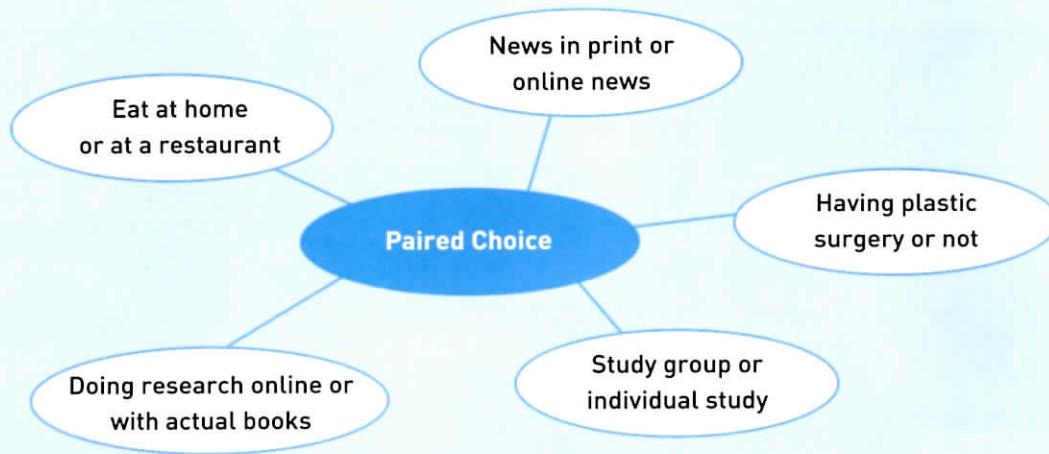 News in print or
online news
Eat at home
or at a restaurant
Having plastic
surgery or not
Paired Choice
Study group or
individual study
Doing research online or
with actual books